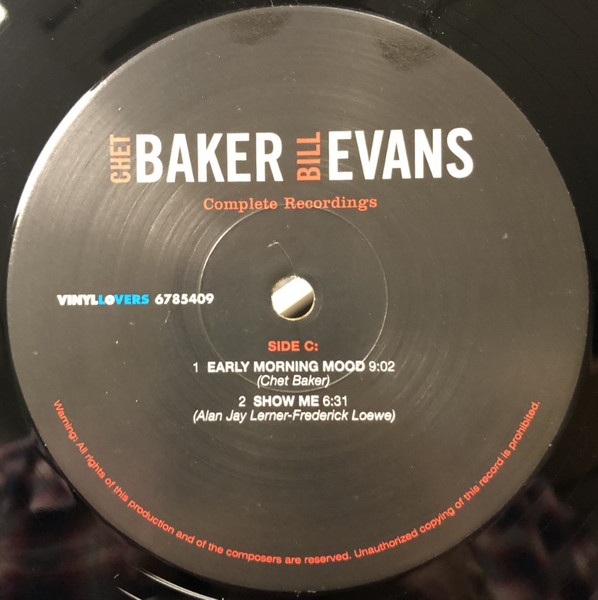 CHET BAKER BILL EVANS
Complete Recordings
VINYLLOVERS 6785409
SIDE C:
1 EARLY MORNING MOOD 9:02
(Chet Baker)
2 SHOW ME 6:31
(Alan Jay Lerner-Frederick Loewe)
Warning: All rights of this production and of the composers are reserved. Unauthorized copying of this record is prohibited.